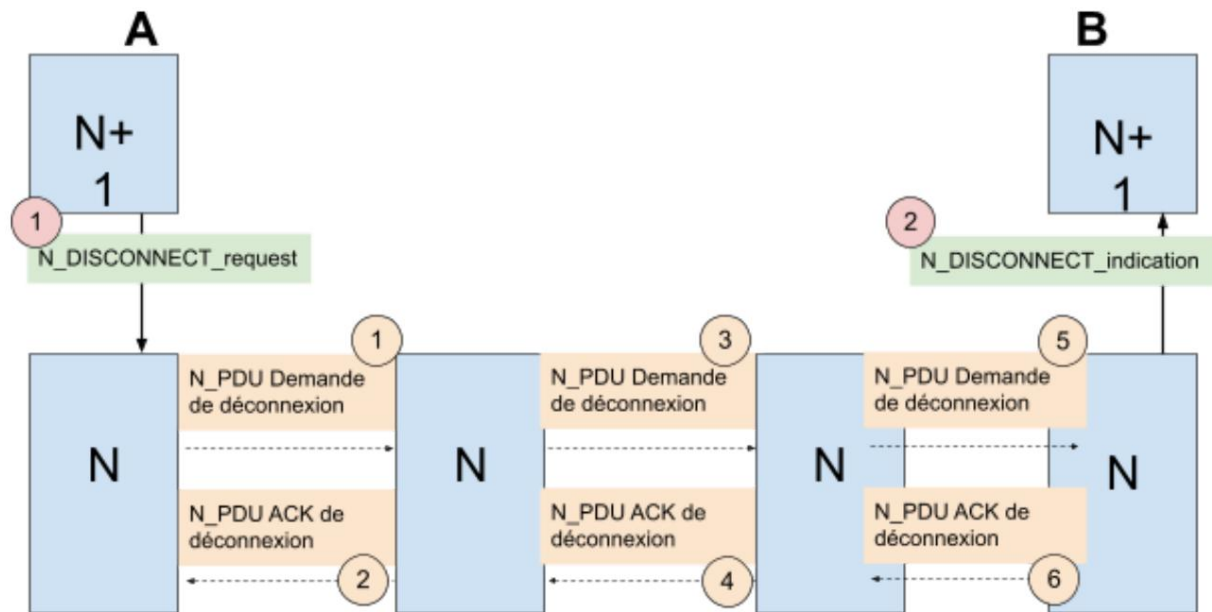 A
B
N+
1
N+
1
1
N_DISCONNECT_request
2
N_DISCONNECT_indication
1
3
5
N_PDU Demande
de déconnexion
N_PDU Demande
de déconnexion
N_PDU Demande
de déconnexion
N
N
N
N
N_PDU ACK de
déconnexion
N_PDU ACK de
déconnexion
N_PDU ACK de
déconnexion
2
4
6